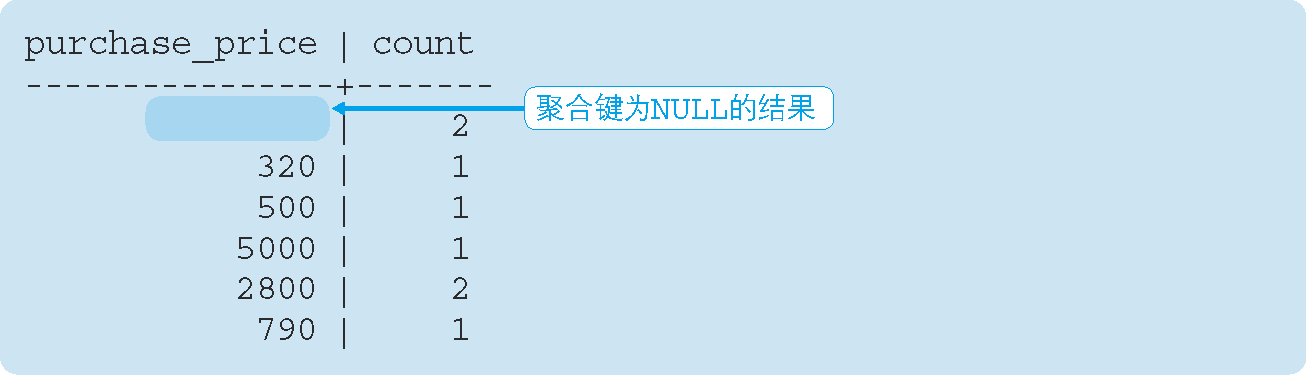 purchase_price | count
---------------+-------
聚合键为NULL的结果
| 2
320 | 1
500 | 1
5000 | 1
2800 | 2
790 | 1